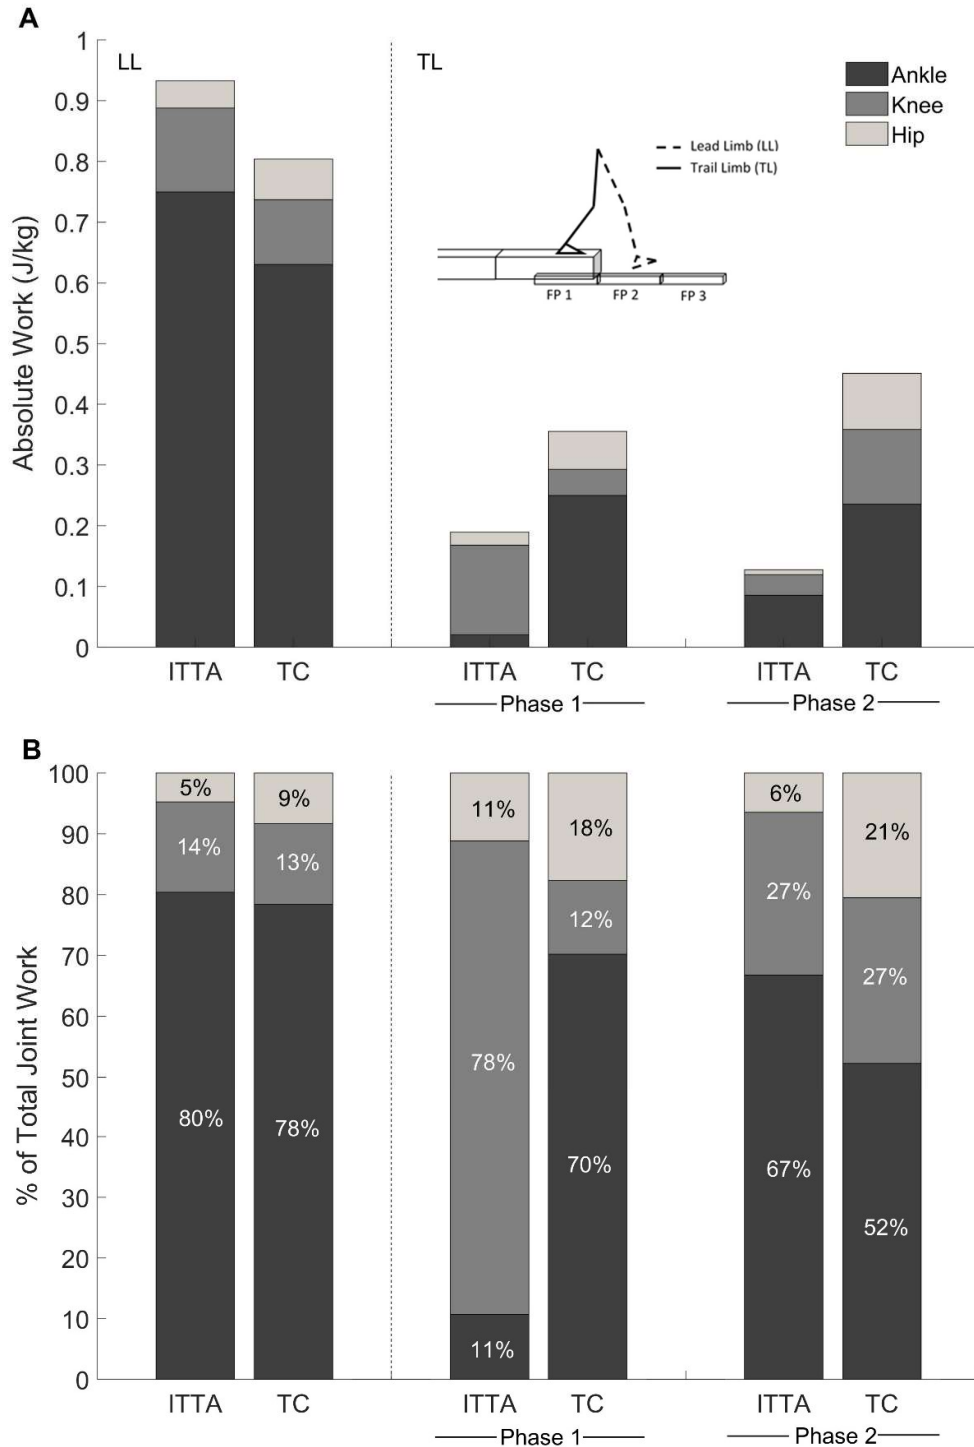 A
1
LL
TL
Ankle
Knee
Hip
0.9
0.8
0.7
0.6
0.5
0.4
0.3
0.2
0.1
0
Absolute Work (J/kg)
Lead Limb (LL)
Trail Limb (TL)
FP 1 FP 2 FP 3
ITTA TC ITTA TC ITTA TC
Phase 1 Phase 2
B
100
90
80
70
60
50
40
30
20
10
0
% of Total Joint Work
5% 9% 11% 18% 6% 21%
14% 13% 12% 27% 27%
78%
80% 78% 70% 67% 52%
11%
ITTA TC ITTA TC ITTA TC
Phase 1 Phase 2